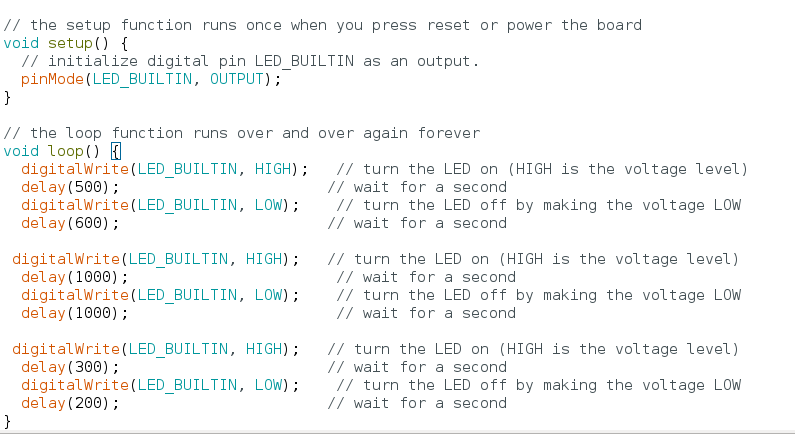 // the setup function runs once when you press reset or power the board
void setup() {
  // initialize digital pin LED_BUILTIN as an output.
  pinMode(LED_BUILTIN, OUTPUT);
}

// the loop function runs over and over again forever
void loop() {
  digitalWrite(LED_BUILTIN, HIGH);   // turn the LED on (HIGH is the voltage level)
  delay(500);                       // wait for a second
  digitalWrite(LED_BUILTIN, LOW);    // turn the LED off by making the voltage LOW
  delay(600);                       // wait for a second

 digitalWrite(LED_BUILTIN, HIGH);   // turn the LED on (HIGH is the voltage level)
  delay(1000);                       // wait for a second
  digitalWrite(LED_BUILTIN, LOW);    // turn the LED off by making the voltage LOW
  delay(1000);                       // wait for a second

 digitalWrite(LED_BUILTIN, HIGH);   // turn the LED on (HIGH is the voltage level)
  delay(300);                       // wait for a second
  digitalWrite(LED_BUILTIN, LOW);    // turn the LED off by making the voltage LOW
  delay(200);                       // wait for a second
}